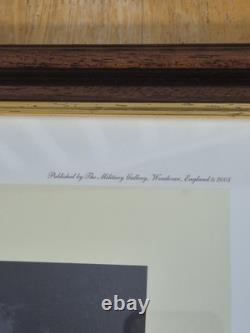 Published by The Military Gallery, Wendover, England © 2005